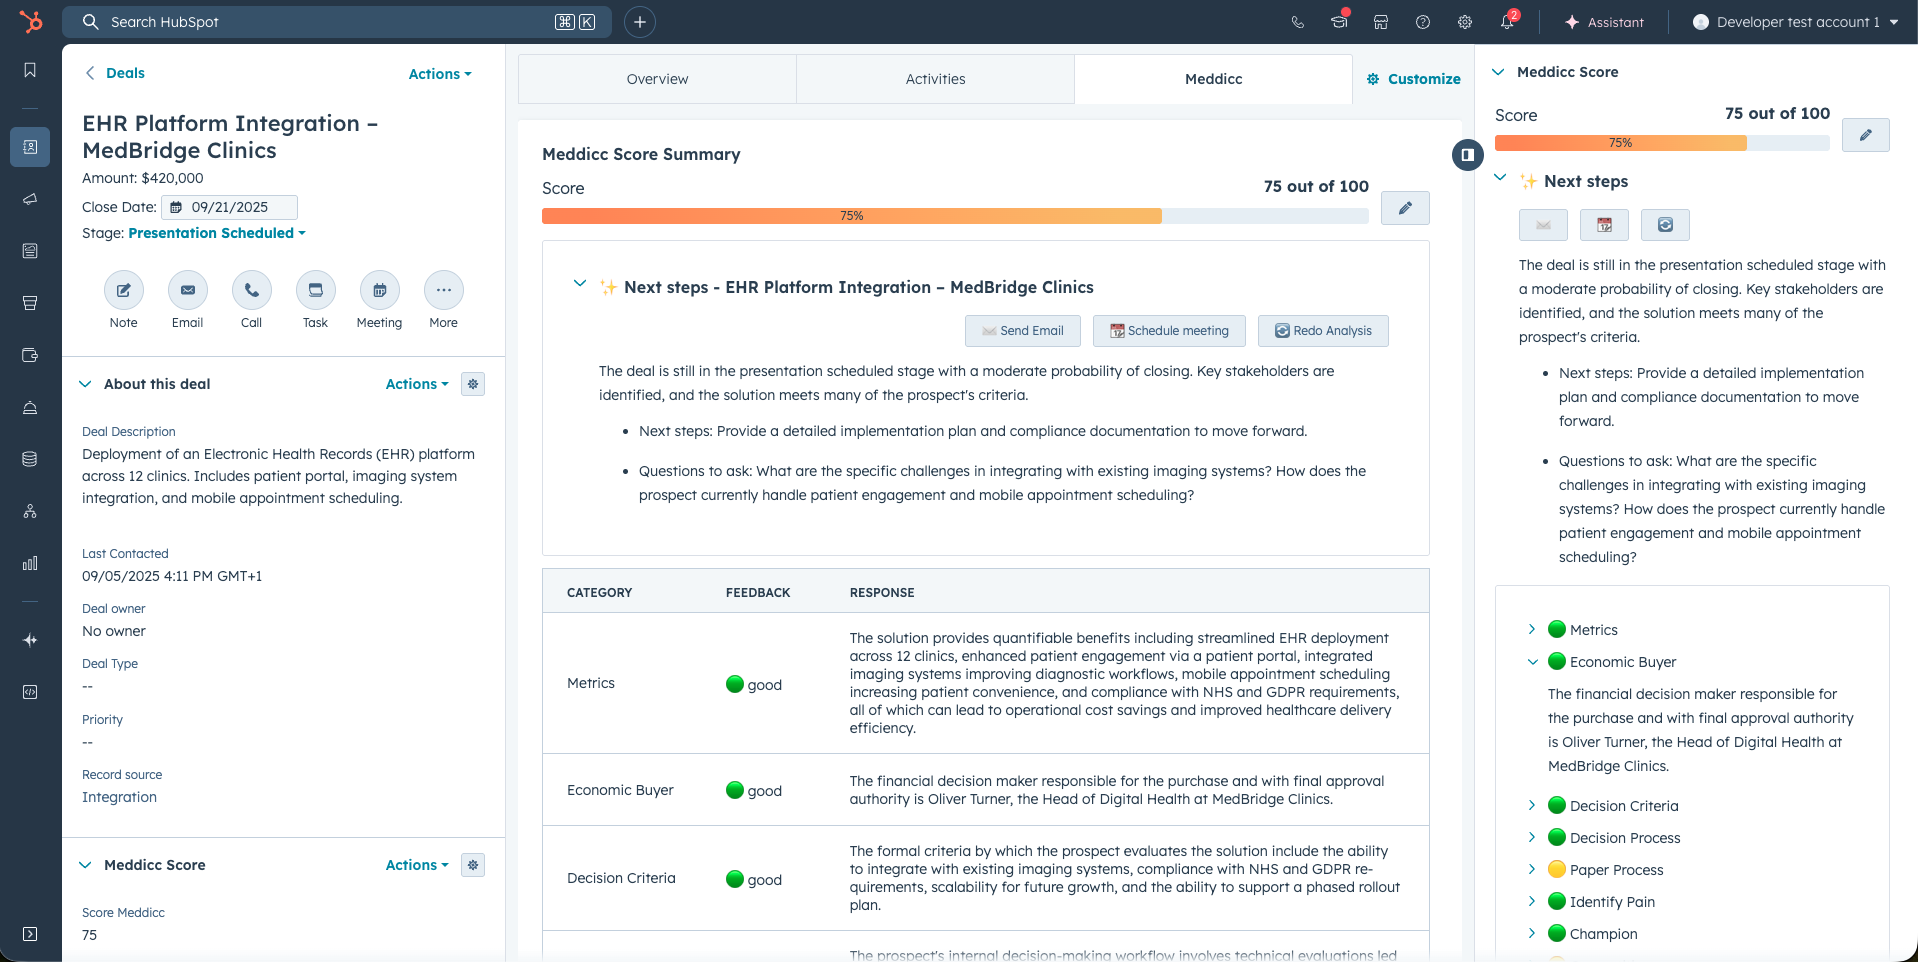 Search HubSpot
⌘ K
2
Assistant
Developer test account 1
Deals
Actions
EHR Platform Integration –
MedBridge Clinics
Amount: $420,000
Close Date: 09/21/2025
Stage: Presentation Scheduled
Note
Email
Call
Task
Meeting
More
About this deal
Actions
Deal Description
Deployment of an Electronic Health Records (EHR) platform
across 12 clinics. Includes patient portal, imaging system
integration, and mobile appointment scheduling.
Last Contacted
09/05/2025 4:11 PM GMT+1
Deal owner
No owner
Deal Type
--
Priority
--
Record source
Integration
Meddicc Score
Actions
Score Meddicc
75
Overview
Activities
Meddicc
Customize
Meddicc Score Summary
Score
75 out of 100
75%
✨ Next steps - EHR Platform Integration – MedBridge Clinics
Send Email
Schedule meeting
Redo Analysis
The deal is still in the presentation scheduled stage with a moderate probability of closing. Key stakeholders are
identified, and the solution meets many of the prospect's criteria.
• Next steps: Provide a detailed implementation plan and compliance documentation to move forward.
• Questions to ask: What are the specific challenges in integrating with existing imaging systems? How does the
prospect currently handle patient engagement and mobile appointment scheduling?
CATEGORY
FEEDBACK
RESPONSE
Metrics
good
The solution provides quantifiable benefits including streamlined EHR deployment
across 12 clinics, enhanced patient engagement via a patient portal, integrated
imaging systems improving diagnostic workflows, mobile appointment scheduling
increasing patient convenience, and compliance with NHS and GDPR requirements,
all of which can lead to operational cost savings and improved healthcare delivery
efficiency.
Economic Buyer
good
The financial decision maker responsible for the purchase and with final approval
authority is Oliver Turner, the Head of Digital Health at MedBridge Clinics.
Decision Criteria
good
The formal criteria by which the prospect evaluates the solution include the ability
to integrate with existing imaging systems, compliance with NHS and GDPR re-
quirements, scalability for future growth, and the ability to support a phased rollout
plan.
The prospect's internal decision-making workflow involves technical evaluations led
Meddicc Score
Score
75 out of 100
75%
✨ Next steps
The deal is still in the presentation scheduled stage with
a moderate probability of closing. Key stakeholders are
identified, and the solution meets many of the
prospect's criteria.
• Next steps: Provide a detailed implementation
plan and compliance documentation to move
forward.
• Questions to ask: What are the specific
challenges in integrating with existing imaging
systems? How does the prospect currently handle
patient engagement and mobile appointment
scheduling?
Metrics
Economic Buyer
The financial decision maker responsible for
the purchase and with final approval authority
is Oliver Turner, the Head of Digital Health at
MedBridge Clinics.
Decision Criteria
Decision Process
Paper Process
Identify Pain
Champion